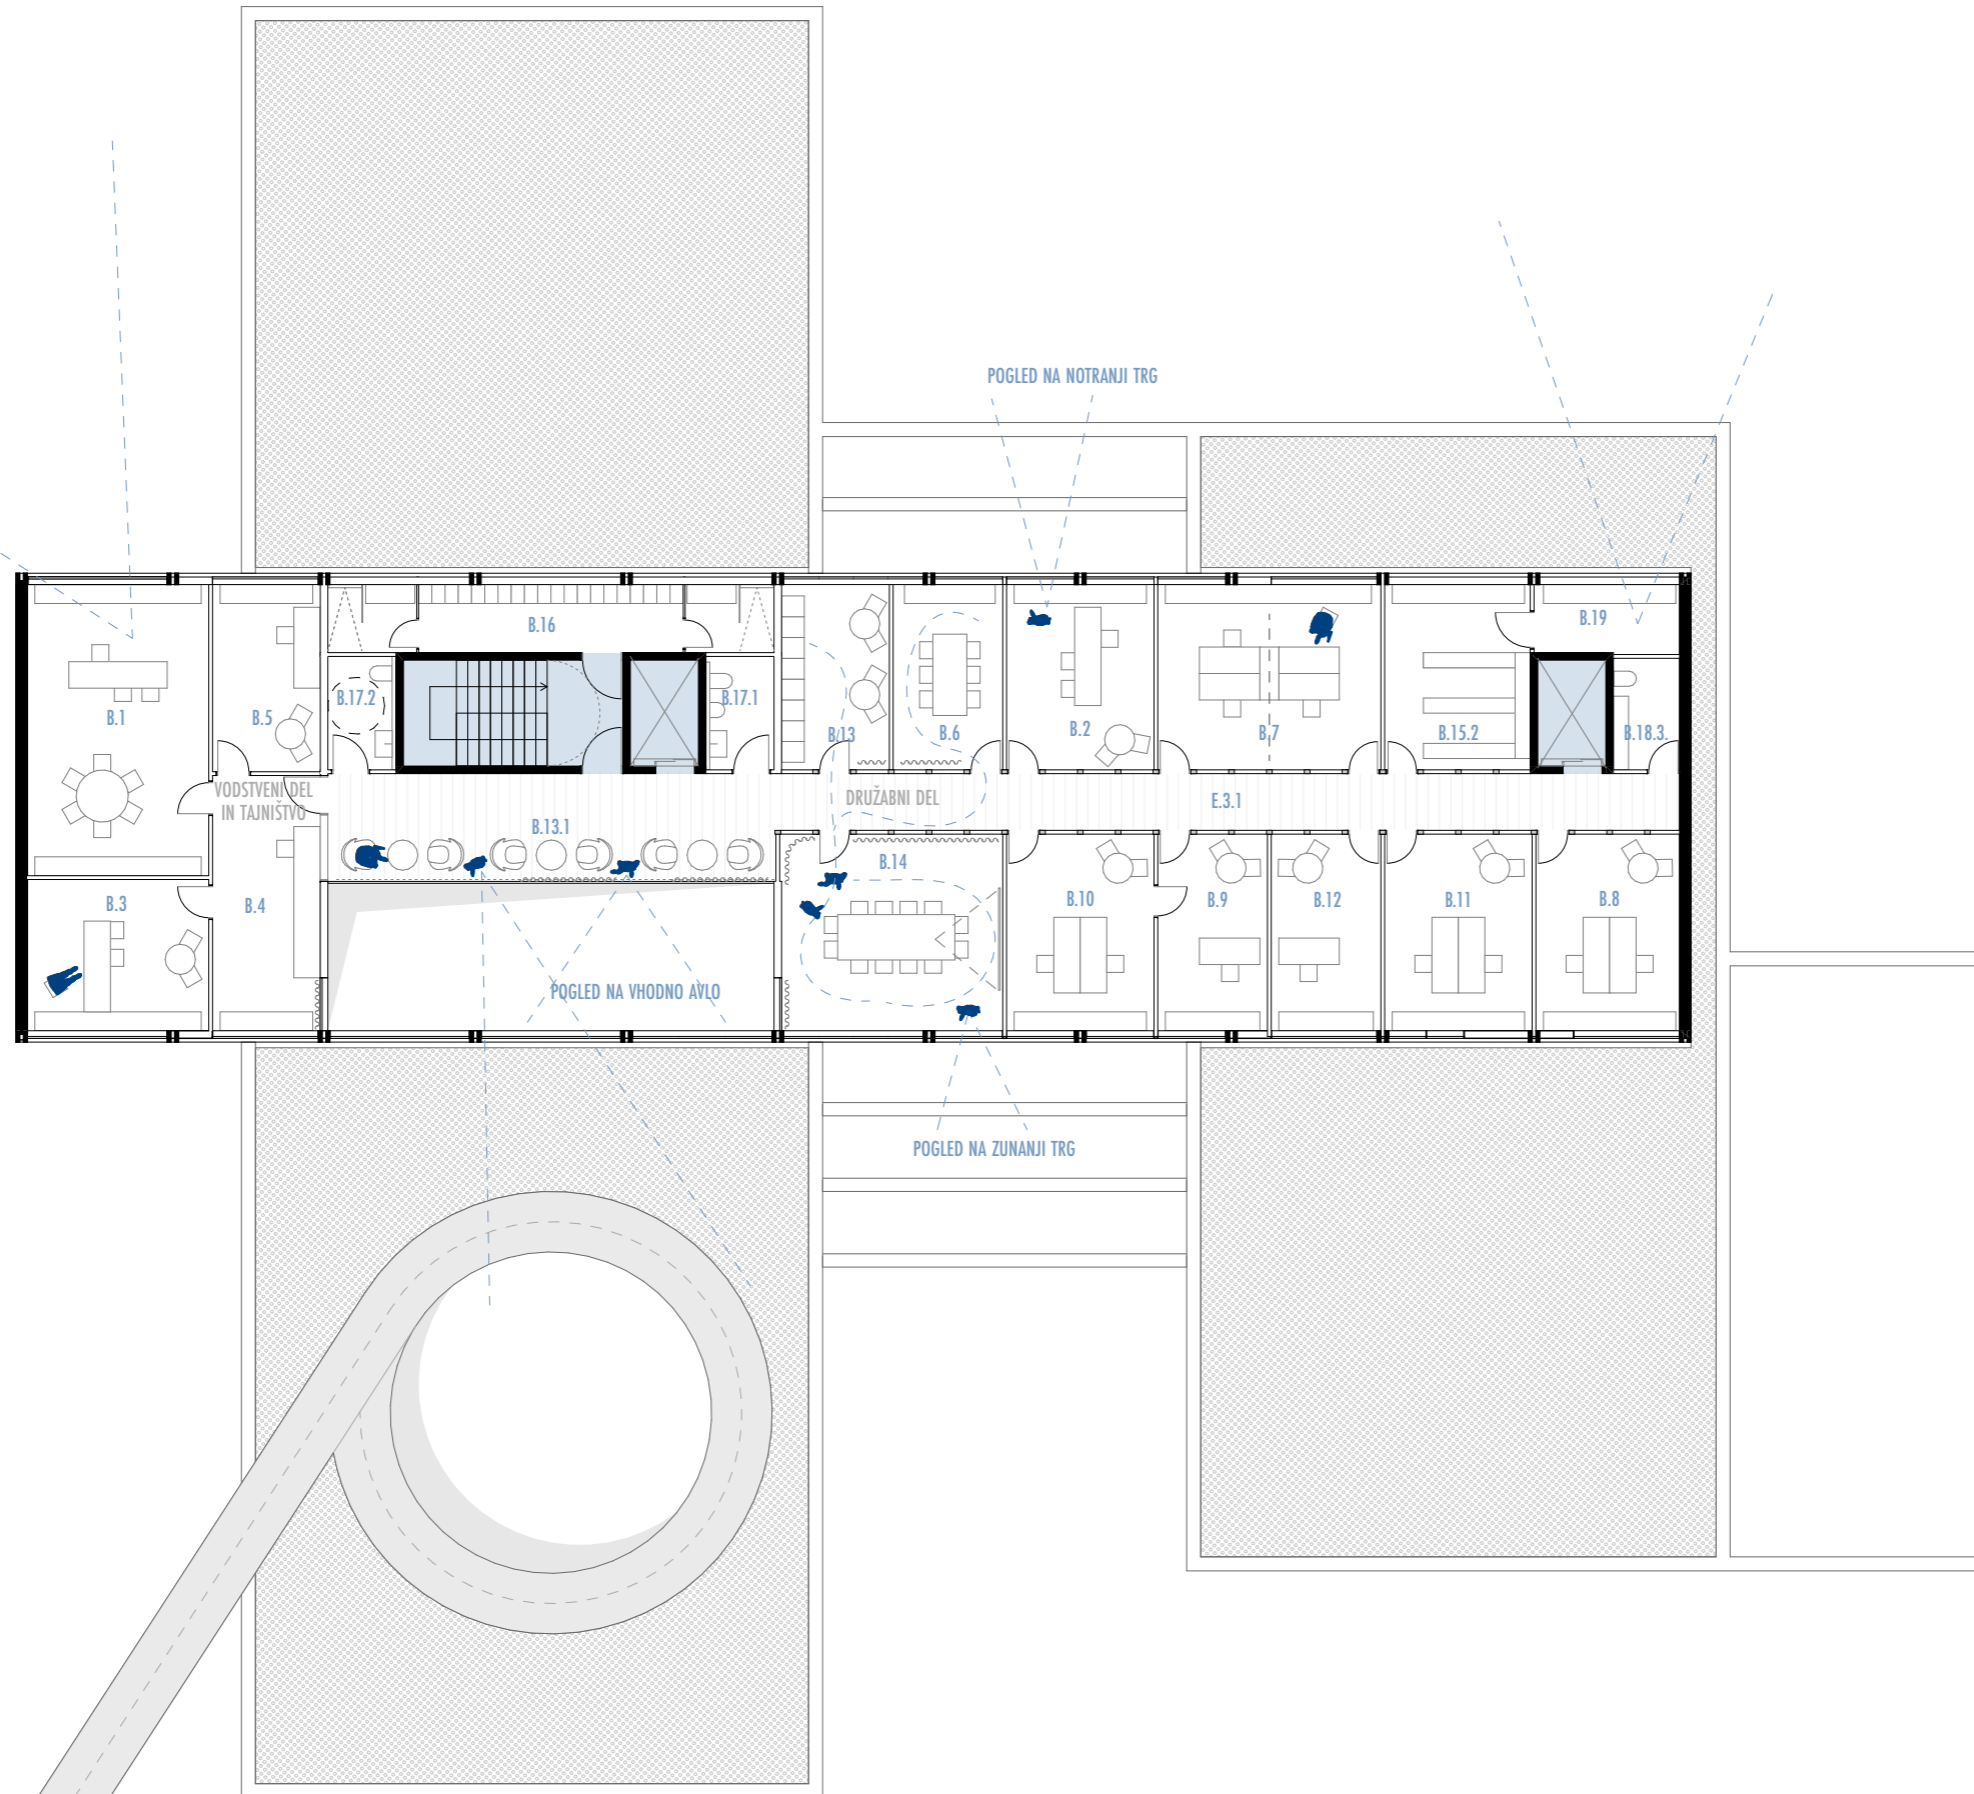 POGLED NA NOTRANJI TRG
B.16
B.19
B.17.2
B.17.1
B.1
B.5
B.13
B.6
B.2
B.7
B.15.2
B.18.3.
VODSTVENI DEL
IN TAJNIŠTVO
DRUŽABNI DEL
E.3.1
B.13.1
B.14
B.3
B.4
B.10
B.9
B.12
B.11
B.8
POGLED NA VHODNO AVLO
POGLED NA ZUNANJI TRG